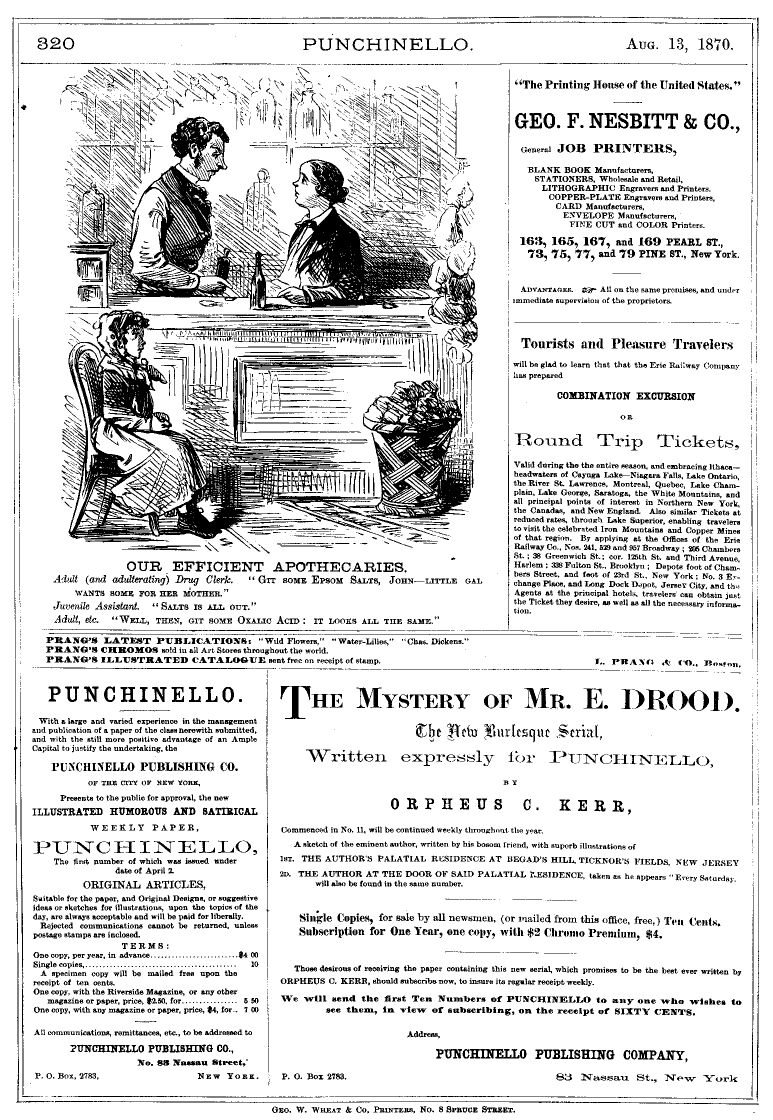 320 PUNCHINELLO. AUG. 13, 1870.
OUR EFFICIENT APOTHECARIES.
Adult (and adulterating) Drug Clerk. "GIT SOME EPSOM SALTS, JOHN—LITTLE GAL
WANTS SOME FOR HER MOTHER."
Juvenile Assistant. "SALTS IS ALL OUT."
Adult, etc. "WELL, THEN, GIT SOME OXALIC ACID: IT LOOKS ALL THE SAME."
"The Printing House of the United States."
GEO. F. NESBITT & CO.,
General JOB PRINTERS,
BLANK BOOK Manufacturers,
STATIONERS, Wholesale and Retail,
LITHOGRAPHIC Engravers and Printers.
COPPER-PLATE Engravers and Printers,
CARD Manufacturers,
ENVELOPE Manufacturers,
FINE CUT and COLOR Printers.
163, 165, 167, and 169 PEARL ST.,
73, 75, 77, and 79 PINE ST., New York.
ADVANTAGES. ☞ All on the same premises, and under
immediate supervision of the proprietors.
Tourists and Pleasure Travelers
will be glad to learn that that the Erie Railway Company
has prepared
COMBINATION EXCURSION
OR
Round Trip Tickets,
Valid during the the entire season, and embracing Ithaca—
headwaters of Cayuga Lake—Niagara Falls, Lake Ontario,
the River St. Lawrence, Montreal, Quebec, Lake Cham-
plain, Lake George, Saratoga, the White Mountains, and
all principal points of interest in Northern New York,
the Canadas, and New England. Also similar Tickets at
reduced rates, through Lake Superior, enabling travelers
to visit the celebrated Iron Mountains and Copper Mines
of that region. By applying at the Offices of the Erie
Railway Co., Nos. 241, 529 and 957 Broadway; 205 Chambers
St.; 38 Greenwich St.; cor. 125th St. and Third Avenue,
Harlem; 338 Fulton St., Brooklyn; Depots foot of Cham-
bers Street, and foot of 23rd St., New York; No. 3 Ex-
change Place, and Long Dock Depot, Jersey City, and the
Agents at the principal hotels, travelers can obtain just
the Ticket they desire, as well as all the necessary informa-
tion.
PRANG'S LATEST PUBLICATIONS: "Wild Flowers," "Water-Lilies," "Chas. Dickens."
PRANG'S CHROMOS sold in all Art Stores throughout the world.
PRANG'S ILLUSTRATED CATALOGUE sent free on receipt of stamp.
L. PRANG & CO., Boston.
PUNCHINELLO.
With a large and varied experience in the management
and publication of a paper of the class herewith submitted,
and with the still more positive advantage of an Ample
Capital to justify the undertaking, the
PUNCHINELLO PUBLISHING CO.
OF THE CITY OF NEW YORK,
Presents to the public for approval, the new
ILLUSTRATED HUMOROUS AND SATIRICAL
WEEKLY PAPER,
PUNCHINELLO,
The first number of which was issued under
date of April 2.
ORIGINAL ARTICLES,
Suitable for the paper, and Original Designs, or suggestive
ideas or sketches for illustrations, upon the topics of the
day, are always acceptable and will be paid for liberally.
Rejected communications cannot be returned, unless
postage stamps are inclosed.
TERMS:
One copy, per year, in advance......................$4 00
Single copies,.......................................... 10
A specimen copy will be mailed free upon the
receipt of ten cents.
One copy, with the Riverside Magazine, or any other
magazine or paper, price, $2.50, for................ 5 50
One copy, with any magazine or paper, price, $4, for.. 7 00
All communications, remittances, etc., to be addressed to
PUNCHINELLO PUBLISHING CO.,
No. 83 Nassau Street,
P. O. Box, 2783, NEW YORK.
THE MYSTERY OF MR. E. DROOD.
The New Burlesque Serial,
Written expressly for PUNCHINELLO,
BY
ORPHEUS C. KERR,
Commenced in No. 11, will be continued weekly throughout the year.
A sketch of the eminent author, written by his bosom friend, with superb illustrations of
1ST. THE AUTHOR'S PALATIAL RESIDENCE AT BEGAD'S HILL, TICKNOR'S FIELDS, NEW JERSEY
2D. THE AUTHOR AT THE DOOR OF SAID PALATIAL RESIDENCE, taken as he appears "Every Saturday.
will also be found in the same number.
Single Copies, for sale by all newsmen, (or mailed from this office, free,) Ten Cents.
Subscription for One Year, one copy, with $2 Chromo Premium, $4.
Those desirous of receiving the paper containing this new serial, which promises to be the best ever written by
ORPHEUS C. KERR, should subscribe now, to insure its regular receipt weekly.
We will send the first Ten Numbers of PUNCHINELLO to any one who wishes to
see them, in view of subscribing, on the receipt of SIXTY CENTS.
Address,
PUNCHINELLO PUBLISHING COMPANY,
P. O. Box 2783. 83 Nassau St., New York
GEO. W. WHEAT & CO. PRINTERS, NO. 8 SPRUCE STREET.